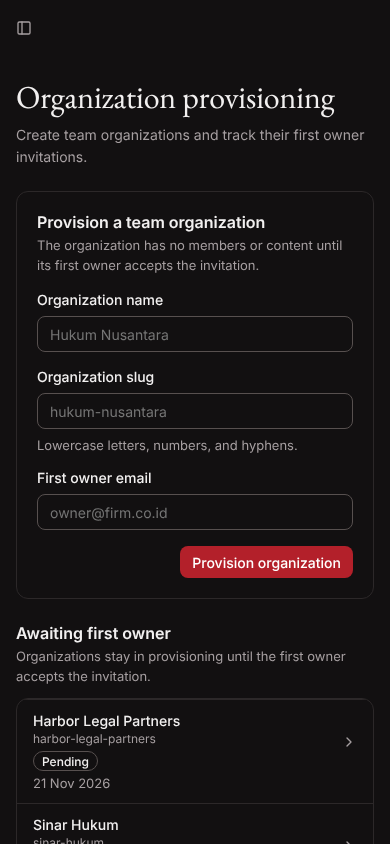 Organization provisioning
Create team organizations and track their first owner
invitations.
Provision a team organization
The organization has no members or content until
its first owner accepts the invitation.
Organization name
Hukum Nusantara
Organization slug
hukum-nusantara
Lowercase letters, numbers, and hyphens.
First owner email
owner@firm.co.id
Provision organization
Awaiting first owner
Organizations stay in provisioning until the first owner
accepts the invitation.
Harbor Legal Partners
harbor-legal-partners
Pending
21 Nov 2026
Sinar Hukum
sinar-hukum